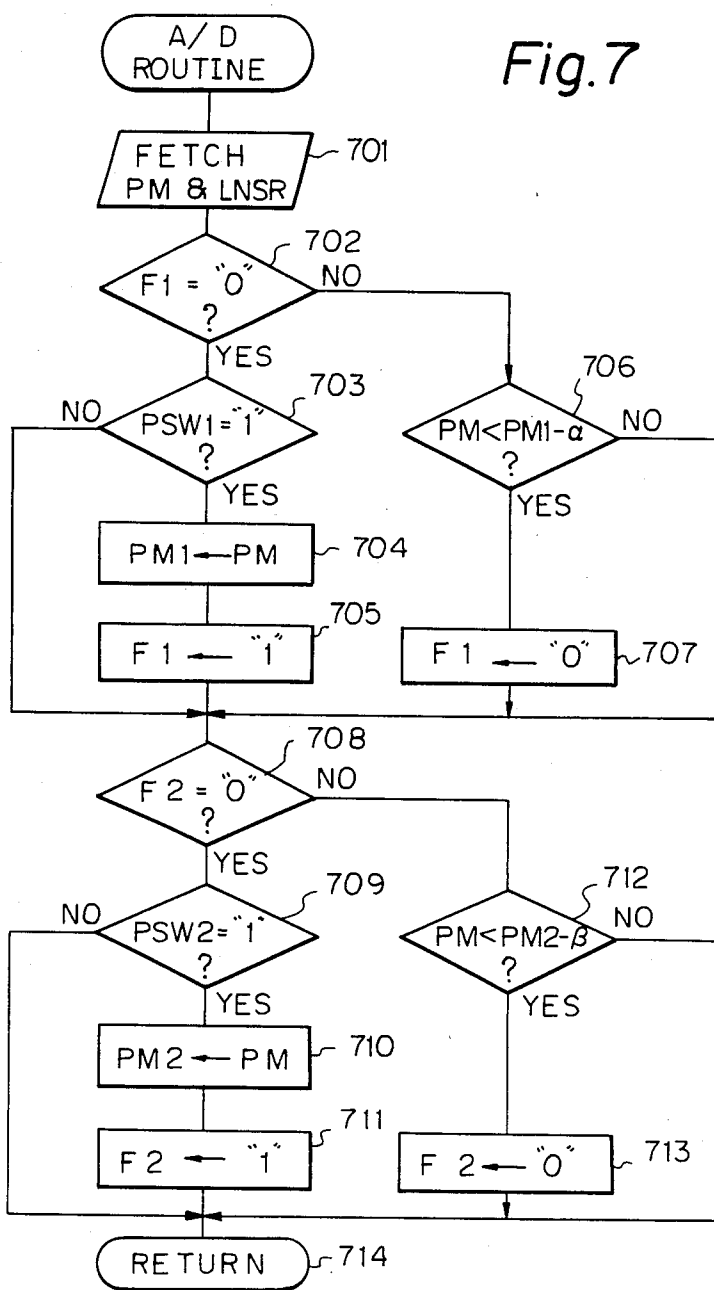 A/D
ROUTINE
Fig. 7
FETCH
PM & LNSR
701
F1 = "0"
?
702
NO
YES
PSW1="1"
?
703
NO
YES
PM<PM1-α
?
706
NO
YES
PM1←PM
704
F1 ← "1"
705
F1 ← "0"
707
F2 = "0"
?
708
NO
YES
PSW2="1"
?
709
NO
YES
PM<PM2-β
?
712
NO
YES
PM2 ← PM
710
F2 ← "1"
711
F 2 ← "0"
713
RETURN
714